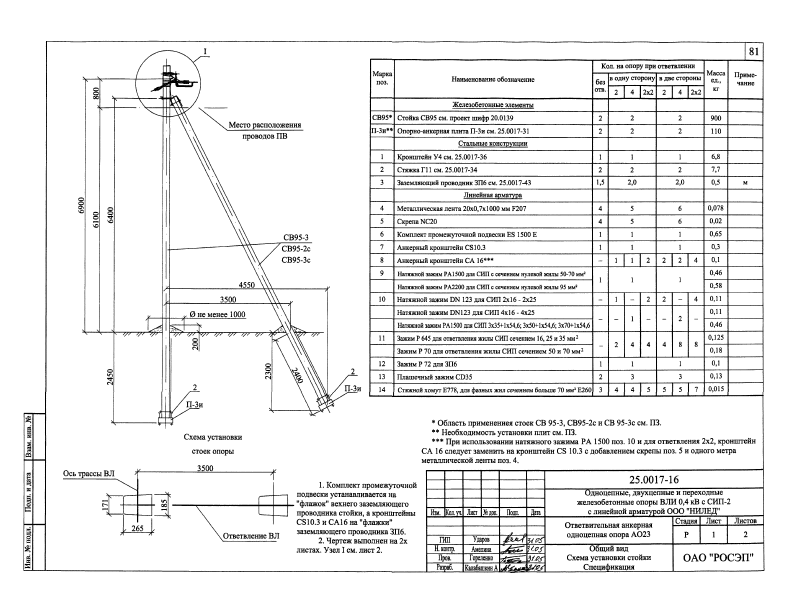 81
1
800
Место расположения
проводов ПВ
6900
6100
6400
СВ95-3
СВ95-2с
СВ95-3с
4550
3500
Ø не менее 1000
200
2450
2300
2400
2
П-3и
2
П-3и
Схема установки
стоек опоры
Ось трассы ВЛ
3500
171
185
265
Ответвление ВЛ
1. Комплект промежуточной
подвески устанавливается на
"флажок" вехнего заземляющего
проводника стойки, а кронштейны
CS10.3 и CA16 на "флажки"
заземляющего проводника ЗП6.
2. Чертеж выполнен на 2х
листах. Узел 1 см. лист 2.
Марка поз. Наименование обозначение Кол. на опору при ответвлении Масса ед., кг Приме-чание
без отв. в одну сторону в две стороны
2 4 2х2 2 4 2х2
Железобетонные элементы
СВ95* Стойка СВ95 см. проект шифр 20.0139 2 2 2 900
П-3и** Опорно-анкерная плита П-3и см. 25.0017-31 2 2 2 110
Стальные конструкции
1 Кронштейн У4 см. 25.0017-36 1 1 1 6,8
2 Стяжка Г11 см. 25.0017-34 2 2 2 7,7
3 Заземляющий проводник ЗП6 см. 25.0017-43 1,5 2,0 2,0 0,5 м
Линейная арматура
4 Металлическая лента 20х0,7х1000 мм F207 4 5 6 0,078
5 Скрепа NC20 4 5 6 0,02
6 Комплект промежуточной подвески ES 1500 E 1 1 1 0,65
7 Анкерный кронштейн CS10.3 1 1 1 0,3
8 Анкерный кронштейн CA 16*** – 1 1 2 2 2 4 0,1
9 Натяжной зажим PA1500 для СИП с сечением нулевой жилы 50-70 мм² 1 1 1 0,46
Натяжной зажим PA2200 для СИП с сечением нулевой жилы 95 мм² 0,58
10 Натяжной зажим DN 123 для СИП 2х16 - 2х25 – 1 – 2 2 – 4 0,11
Натяжной зажим DN123 для СИП 4х16 - 4х25 – – 1 – – 2 – 0,11
Натяжной зажим PA1500 для СИП 3х35+1х54,6; 3х50+1х54,6; 3х70+1х54,6 0,46
11 Зажим P 645 для ответвления жилы СИП сечением 16, 25 и 35 мм² – 2 4 4 4 8 8 0,125
Зажим P 70 для ответвления жилы СИП сечением 50 и 70 мм² 0,18
12 Зажим P 72 для ЗП6 1 1 1 0,1
13 Плашечный зажим CD35 2 3 3 0,13
14 Стяжной хомут E778, для фазных жил сечением больше 70 мм² E260 3 4 4 5 5 5 7 0,015
* Область применения стоек СВ 95-3, СВ95-2с и СВ 95-3с см. ПЗ.
** Необходимость установки плит см. ПЗ.
*** При использовании натяжного зажима PA 1500 поз. 10 и для ответвления 2х2, кронштейн
CA 16 следует заменить на кронштейн CS 10.3 с добавлением скрепы поз. 5 и одного метра
металлической ленты поз. 4.
25.0017-16
Одноцепные, двухцепные и переходные
железобетонные опоры ВЛИ 0,4 кВ с СИП-2
с линейной арматурой ООО "НИЛЕД"
Изм. Кол.уч. Лист №док. Подп. Дата
Ответвительная анкерная
одноцепная опора АО23
Стадия Лист Листов
Р 1 2
ГИП Ударов 31.05
Н. контр. Амелина 31.05
Пров. Гореленко 31.05
Разраб. Калабашкин А 31.05
Общий вид
Схема установки стойки
Спецификация
ОАО "РОСЭП"
Взам. инв. №
Подп. и дата
Инв. № подл.